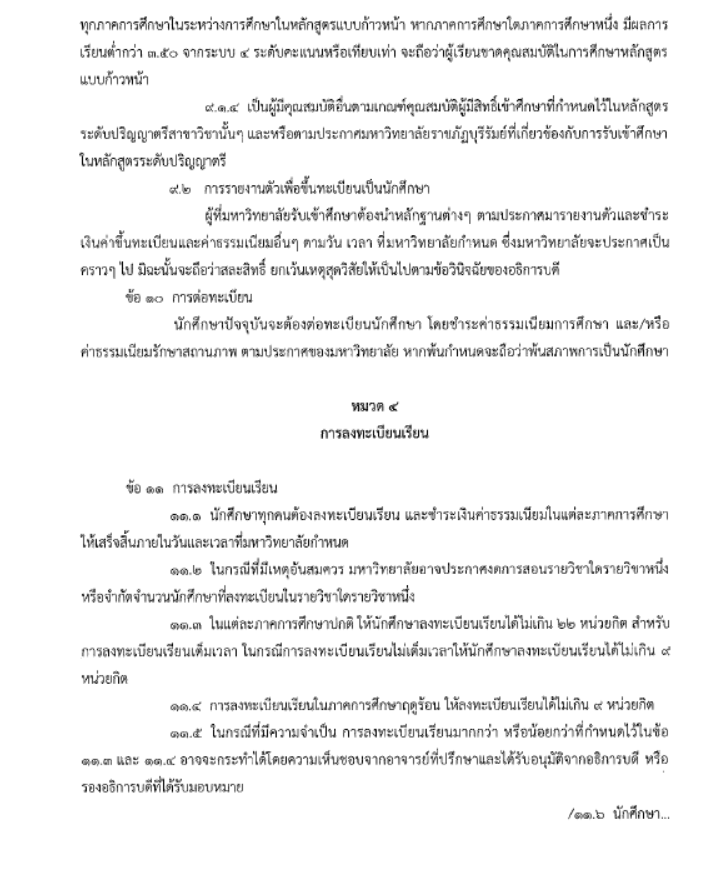 ทุกภาคการศึกษาในระหว่างการศึกษาในหลักสูตรแบบก้าวหน้า หากภาคการศึกษาใดภาคการศึกษาหนึ่ง มีผลการ
เรียนต่ำกว่า ๓.๕๐ จากระบบ ๔ ระดับคะแนนหรือเทียบเท่า จะถือว่าผู้เรียนขาดคุณสมบัติในการศึกษาหลักสูตร
แบบก้าวหน้า
๙.๑.๔ เป็นผู้มีคุณสมบัติอื่นตามเกณฑ์คุณสมบัติผู้มีสิทธิ์เข้าศึกษาที่กำหนดไว้ในหลักสูตร
ระดับปริญญาตรีสาขาวิชานั้นๆ และหรือตามประกาศมหาวิทยาลัยราชภัฏบุรีรัมย์ที่เกี่ยวข้องกับการรับเข้าศึกษา
ในหลักสูตรระดับปริญญาตรี
๙.๒ การรายงานตัวเพื่อขึ้นทะเบียนเป็นนักศึกษา
ผู้ที่มหาวิทยาลัยรับเข้าศึกษาต้องนำหลักฐานต่างๆ ตามประกาศมารายงานตัวและชำระ
เงินค่าขึ้นทะเบียนและค่าธรรมเนียมอื่นๆ ตามวัน เวลา ที่มหาวิทยาลัยกำหนด ซึ่งมหาวิทยาลัยจะประกาศเป็น
คราวๆ ไป มิฉะนั้นจะถือว่าสละสิทธิ์ ยกเว้นเหตุสุดวิสัยให้เป็นไปตามข้อวินิจฉัยของอธิการบดี
ข้อ ๑๐ การต่อทะเบียน
นักศึกษาปัจจุบันจะต้องต่อทะเบียนนักศึกษา โดยชำระค่าธรรมเนียมการศึกษา และ/หรือ
ค่าธรรมเนียมรักษาสถานภาพ ตามประกาศของมหาวิทยาลัย หากพ้นกำหนดจะถือว่าพ้นสภาพการเป็นนักศึกษา
หมวด ๔
การลงทะเบียนเรียน
ข้อ ๑๑ การลงทะเบียนเรียน
๑๑.๑ นักศึกษาทุกคนต้องลงทะเบียนเรียน และชำระเงินค่าธรรมเนียมในแต่ละภาคการศึกษา
ให้เสร็จสิ้นภายในวันและเวลาที่มหาวิทยาลัยกำหนด
๑๑.๒ ในกรณีที่มีเหตุอันสมควร มหาวิทยาลัยอาจประกาศงดการสอนรายวิชาใดรายวิชาหนึ่ง
หรือจำกัดจำนวนนักศึกษาที่ลงทะเบียนในรายวิชาใดรายวิชาหนึ่ง
๑๑.๓ ในแต่ละภาคการศึกษาปกติ ให้นักศึกษาลงทะเบียนเรียนได้ไม่เกิน ๒๒ หน่วยกิต สำหรับ
การลงทะเบียนเรียนเต็มเวลา ในกรณีการลงทะเบียนเรียนไม่เต็มเวลาให้นักศึกษาลงทะเบียนเรียนได้ไม่เกิน ๙
หน่วยกิต
๑๑.๔ การลงทะเบียนเรียนในภาคการศึกษาฤดูร้อน ให้ลงทะเบียนเรียนได้ไม่เกิน ๙ หน่วยกิต
๑๑.๕ ในกรณีที่มีความจำเป็น การลงทะเบียนเรียนมากกว่า หรือน้อยกว่าที่กำหนดไว้ในข้อ
๑๑.๓ และ ๑๑.๔ อาจจะกระทำได้โดยความเห็นชอบจากอาจารย์ที่ปรึกษาและได้รับอนุมัติจากอธิการบดี หรือ
รองอธิการบดีที่ได้รับมอบหมาย
/๑๑.๖ นักศึกษา...